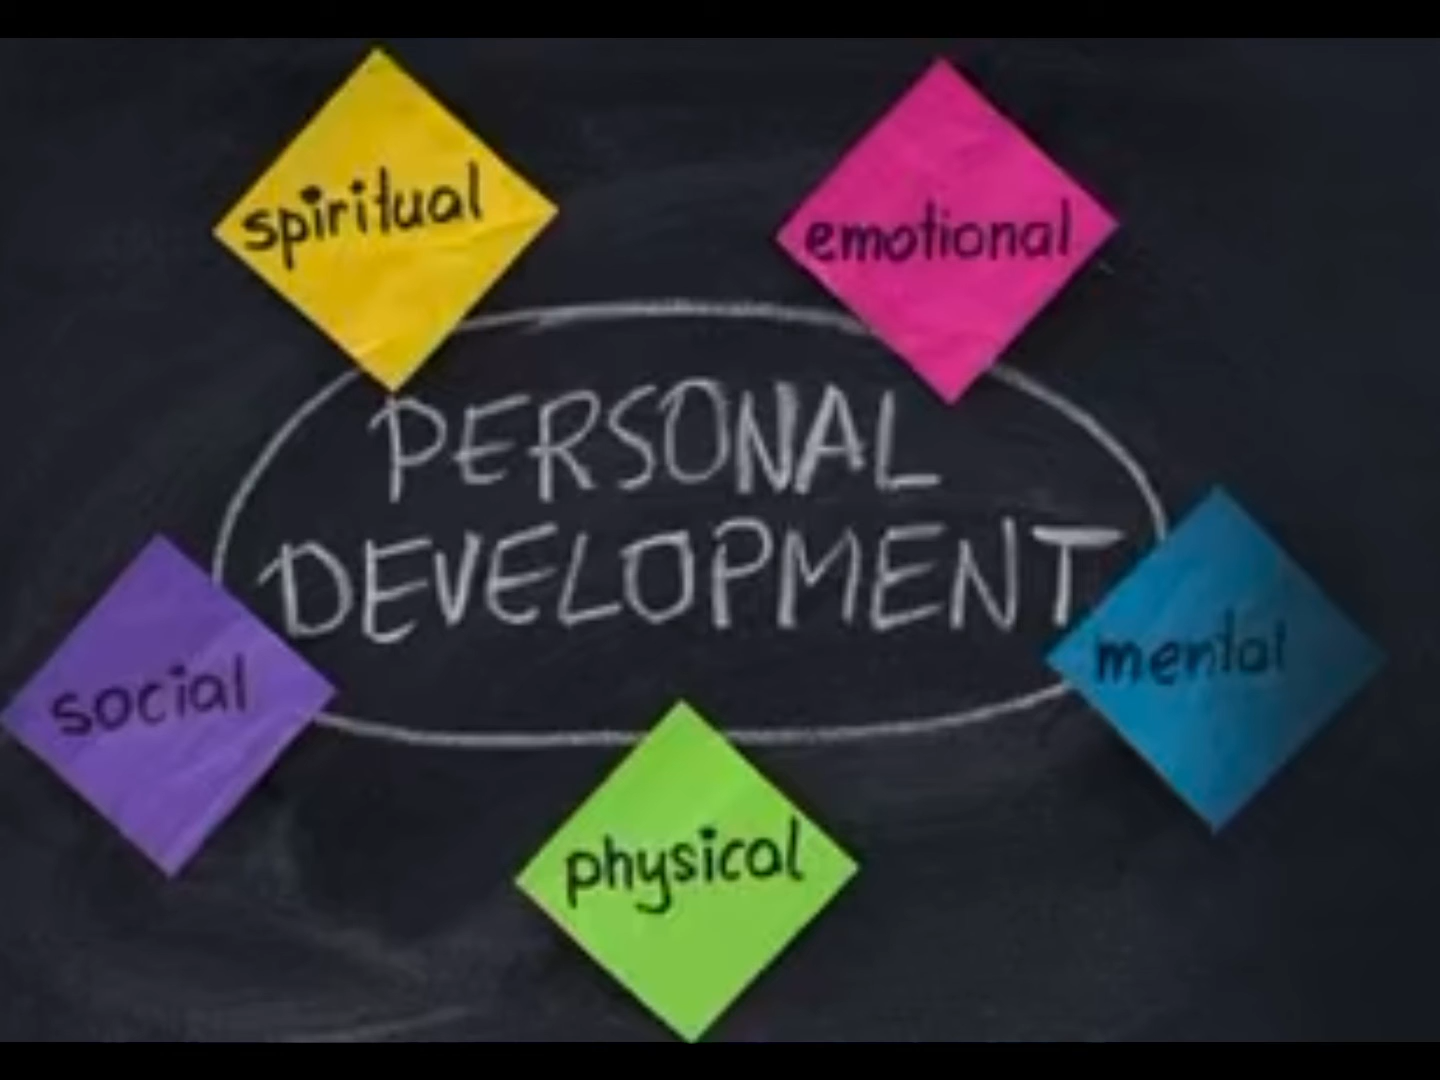 spiritual
emotional
PERSONAL
DEVELOPMENT
social
mental
physical